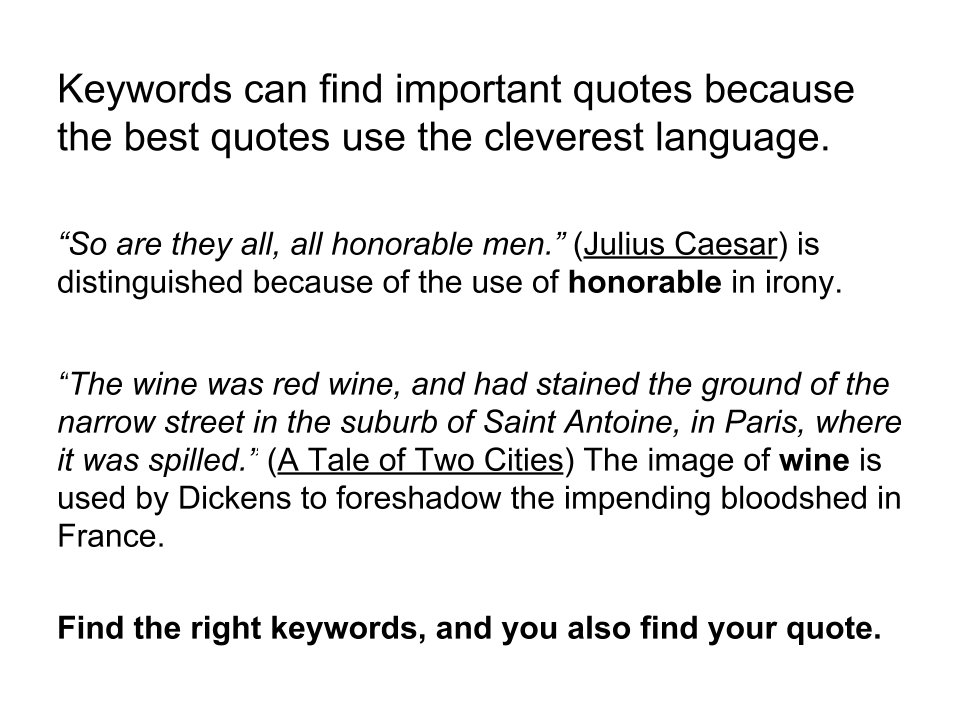 Keywords can find important quotes because
the best quotes use the cleverest language.
“So are they all, all honorable men.” (Julius Caesar) is
distinguished because of the use of honorable in irony.
“The wine was red wine, and had stained the ground of the
narrow street in the suburb of Saint Antoine, in Paris, where
it was spilled.” (A Tale of Two Cities) The image of wine is
used by Dickens to foreshadow the impending bloodshed in
France.
Find the right keywords, and you also find your quote.